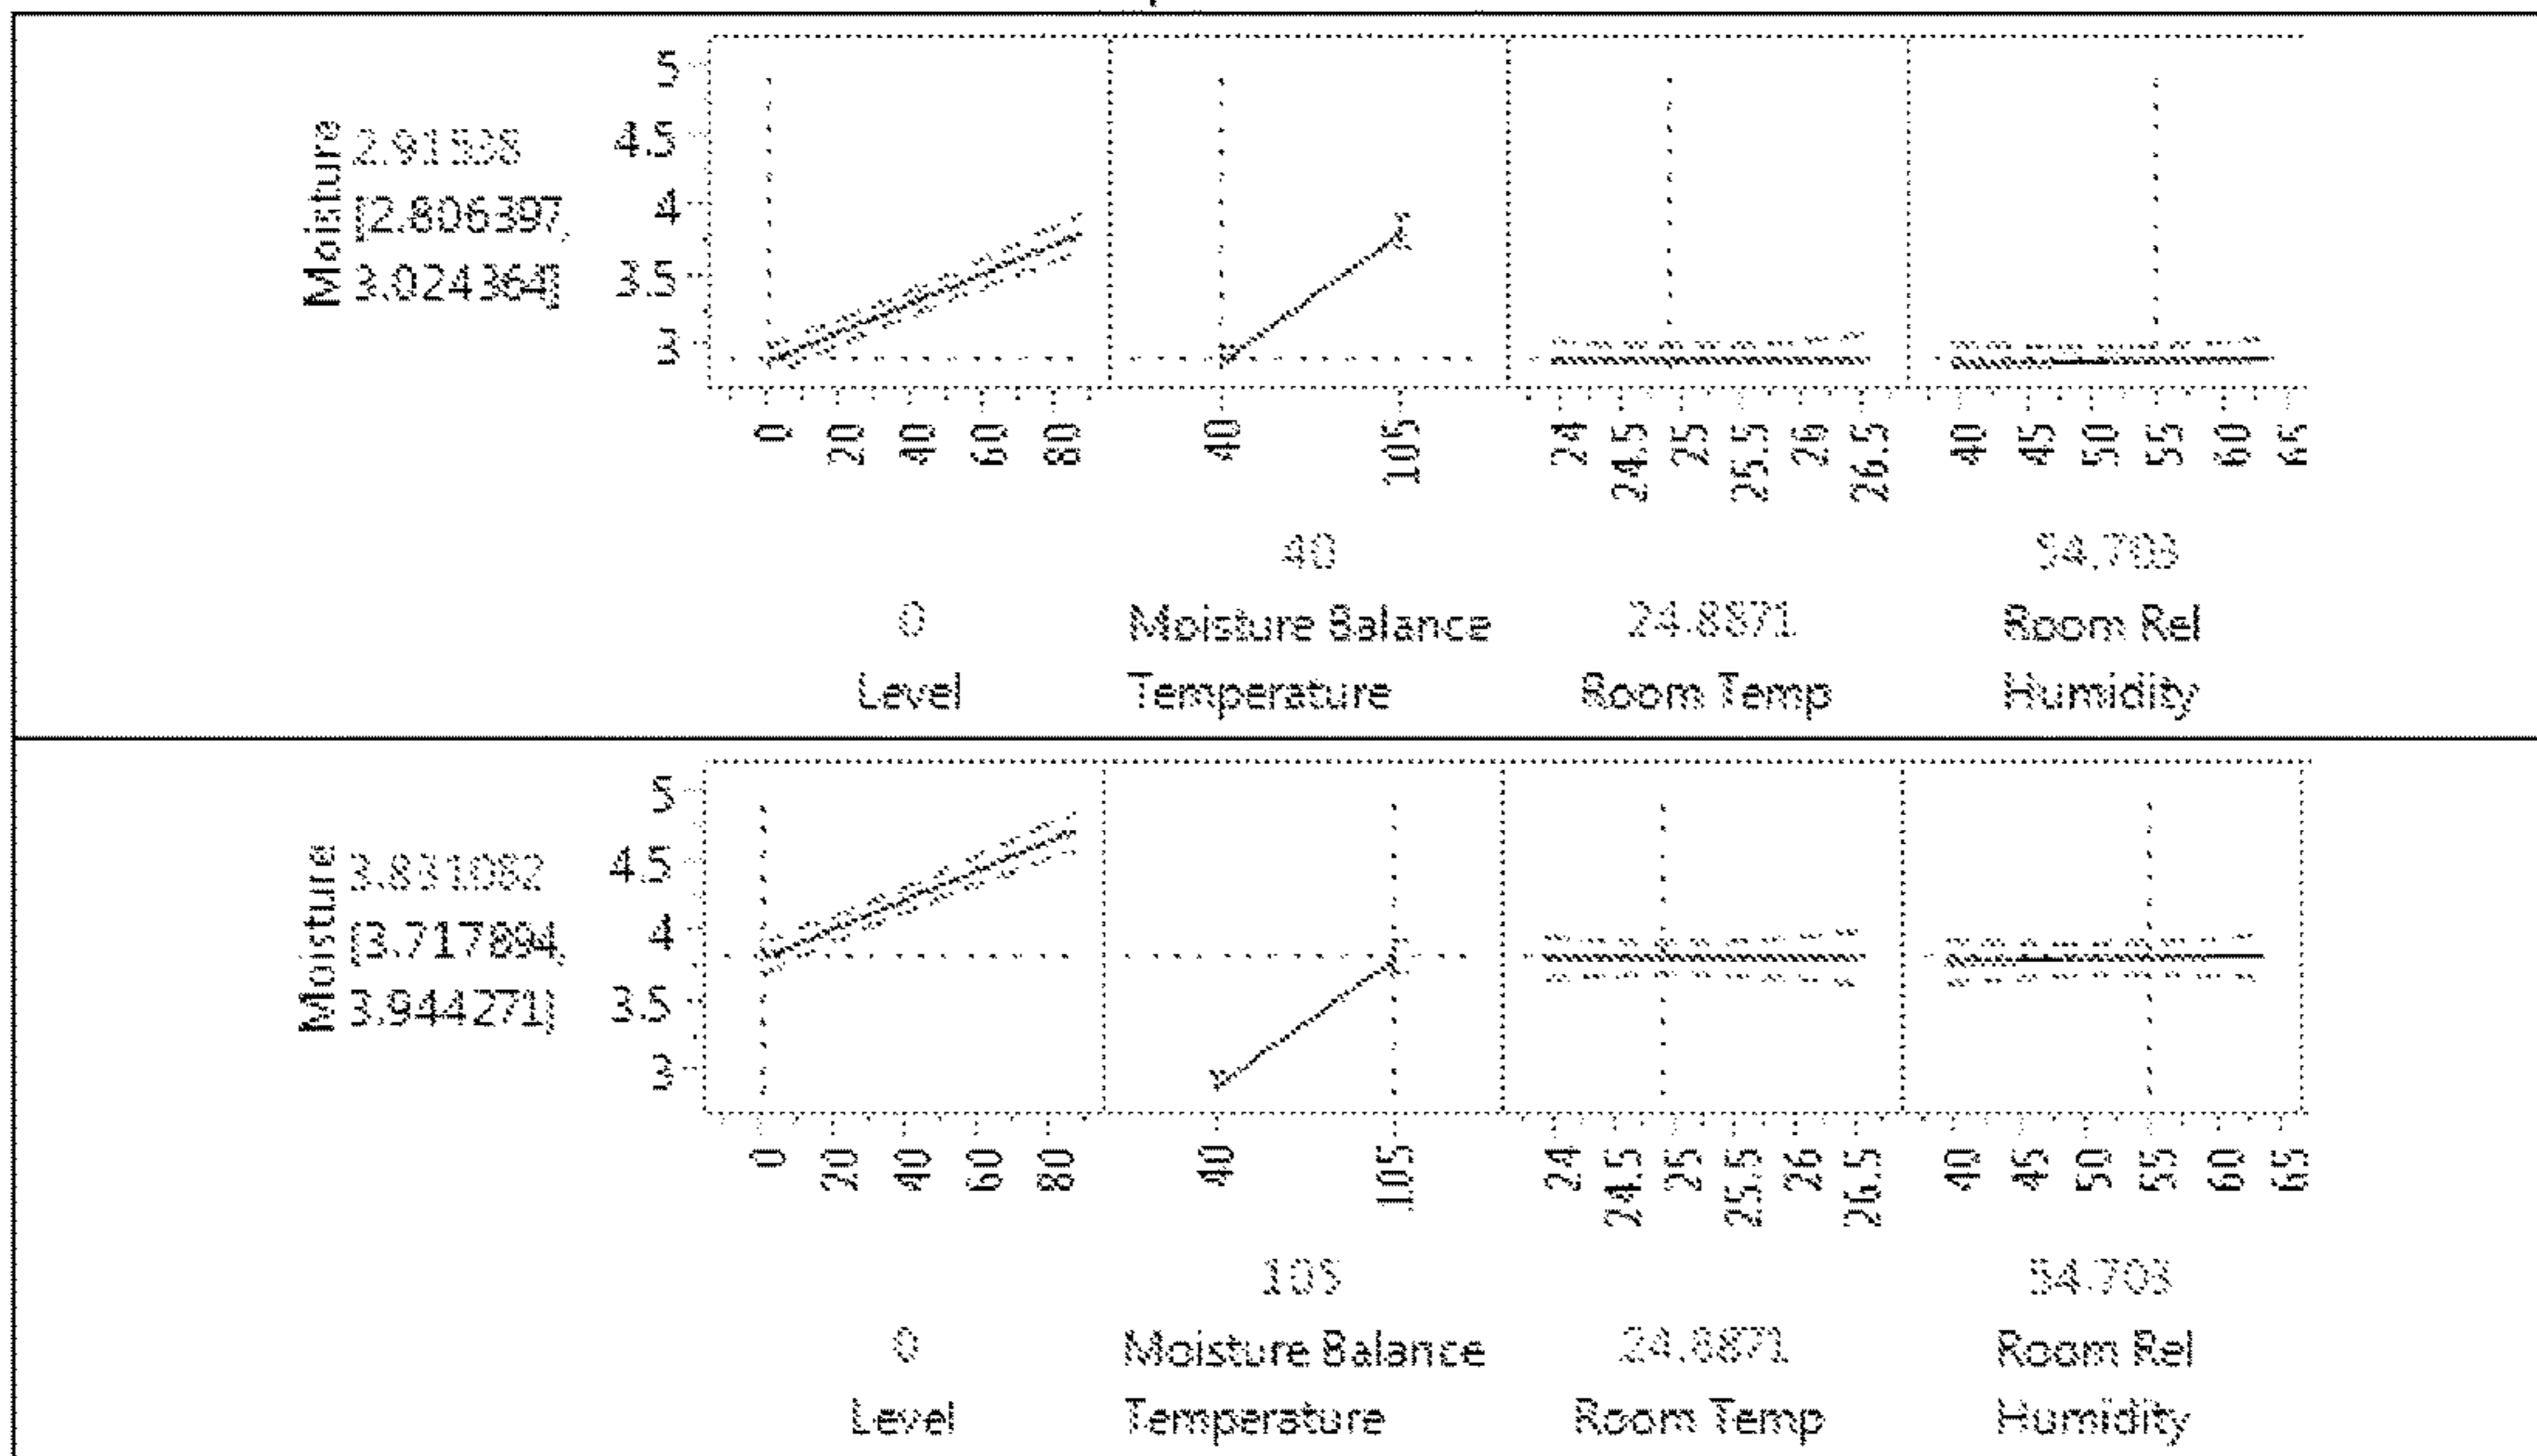 Moisture
2.91538
[2.806397,
3.024364]
5
4.5
4
3.5
3
0 20 40 60 80
40 105
24 24.5 25 25.5 26 26.5
40 45 50 55 60 65
0
Level
40
Moisture Balance
Temperature
24.8871
Room Temp
54.703
Room Rel
Humidity
Moisture
3.831082
[3.717894,
3.944271]
5
4.5
4
3.5
3
0 20 40 60 80
40 105
24 24.5 25 25.5 26 26.5
40 45 50 55 60 65
0
Level
105
Moisture Balance
Temperature
24.8871
Room Temp
54.703
Room Rel
Humidity